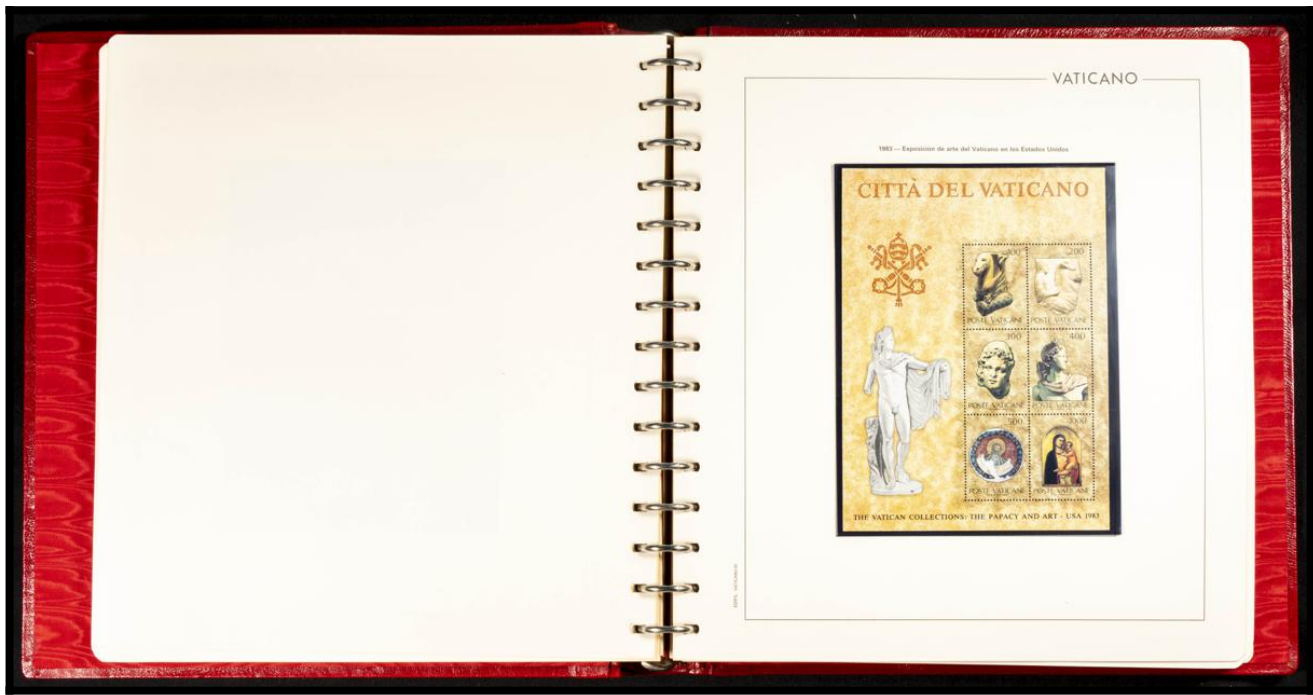 VATICANO
1983 — Exposición de arte del Vaticano en los Estados Unidos
CITTÀ DEL VATICANO
100 200
POSTE VATICANE POSTE VATICANE
300 400
POSTE VATICANE POSTE VATICANE
500 1000
POSTE VATICANE POSTE VATICANE
THE VATICAN COLLECTIONS: THE PAPACY AND ART - USA 1983